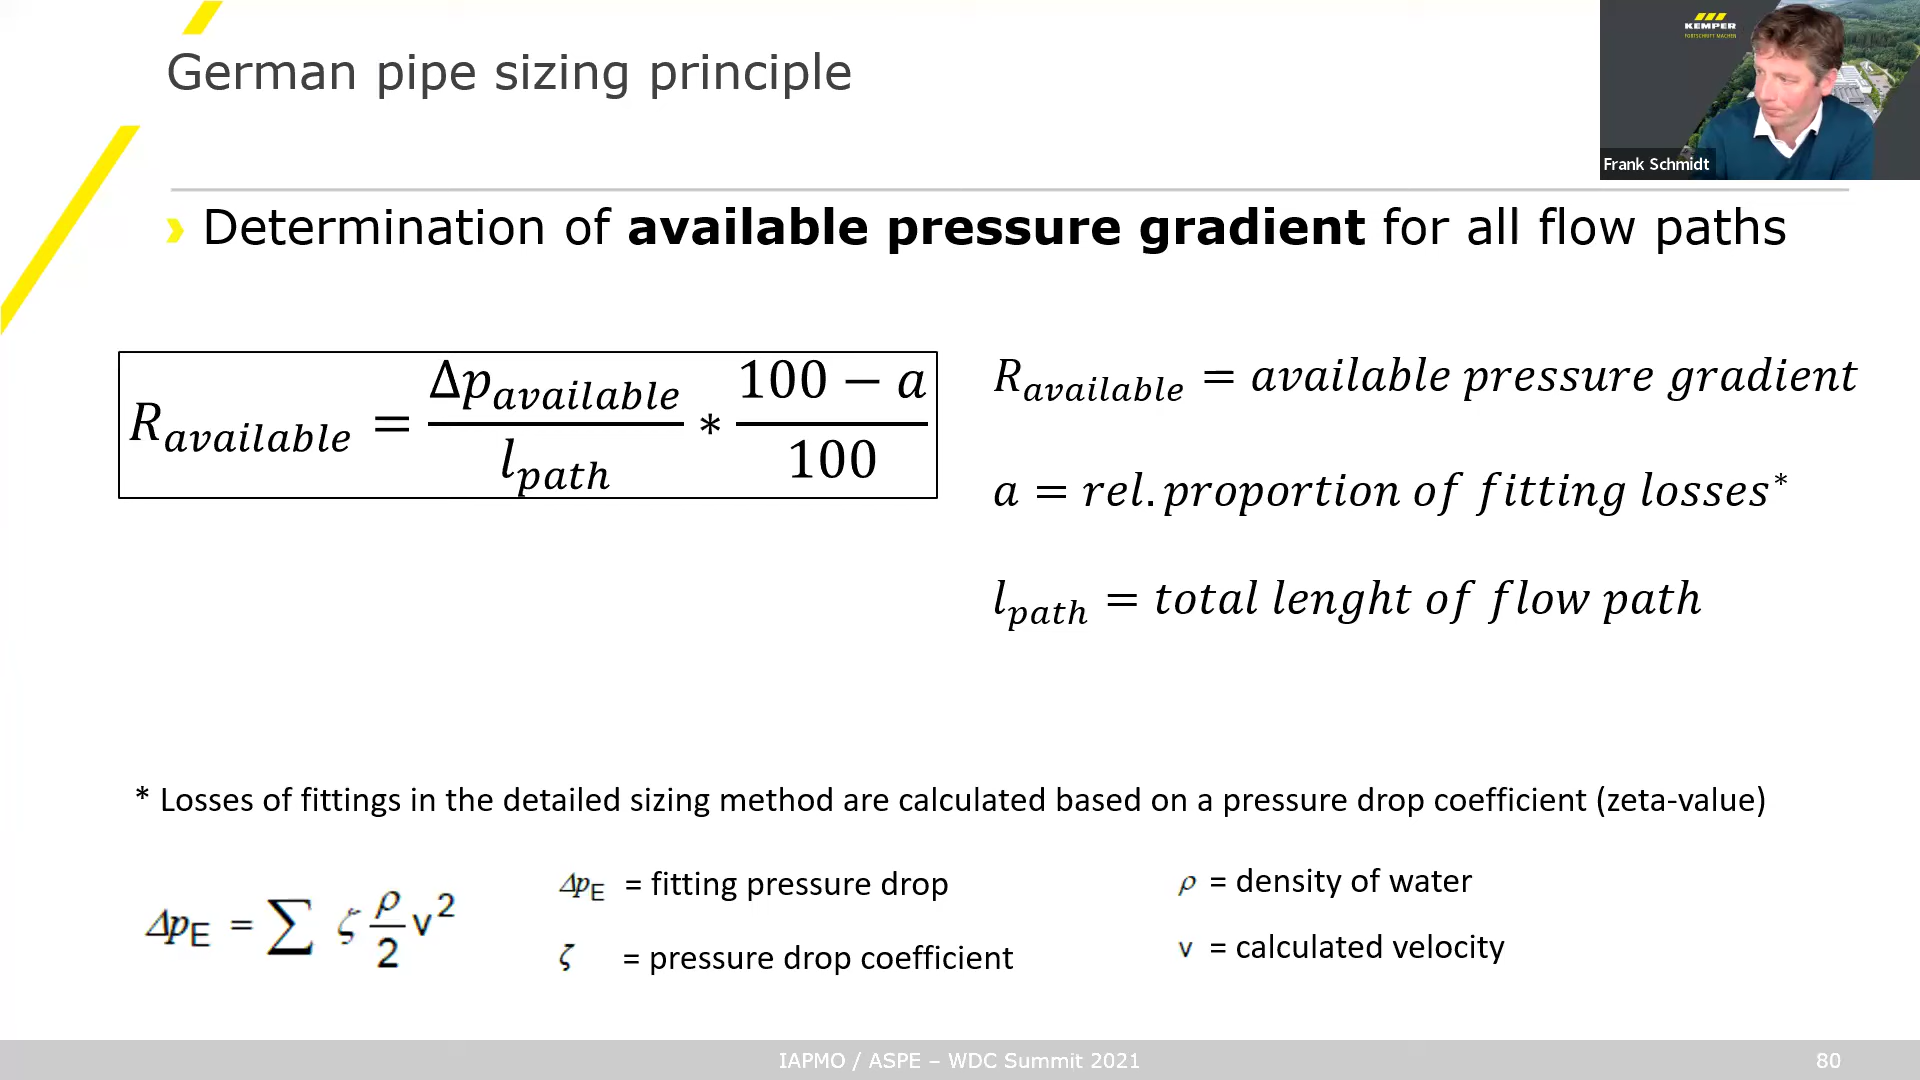 German pipe sizing principle
KEMPER
FORTSCHRITT MACHEN
Frank Schmidt
› Determination of available pressure gradient for all flow paths
R_available = Δp_available / l_path * (100 − a) / 100
R_available = available pressure gradient
a = rel. proportion of fitting losses*
l_path = total lenght of flow path
* Losses of fittings in the detailed sizing method are calculated based on a pressure drop coefficient (zeta-value)
Δp_E = ∑ ζ ρ/2 v²
Δp_E = fitting pressure drop
ζ = pressure drop coefficient
ρ = density of water
v = calculated velocity
IAPMO / ASPE – WDC Summit 2021
80